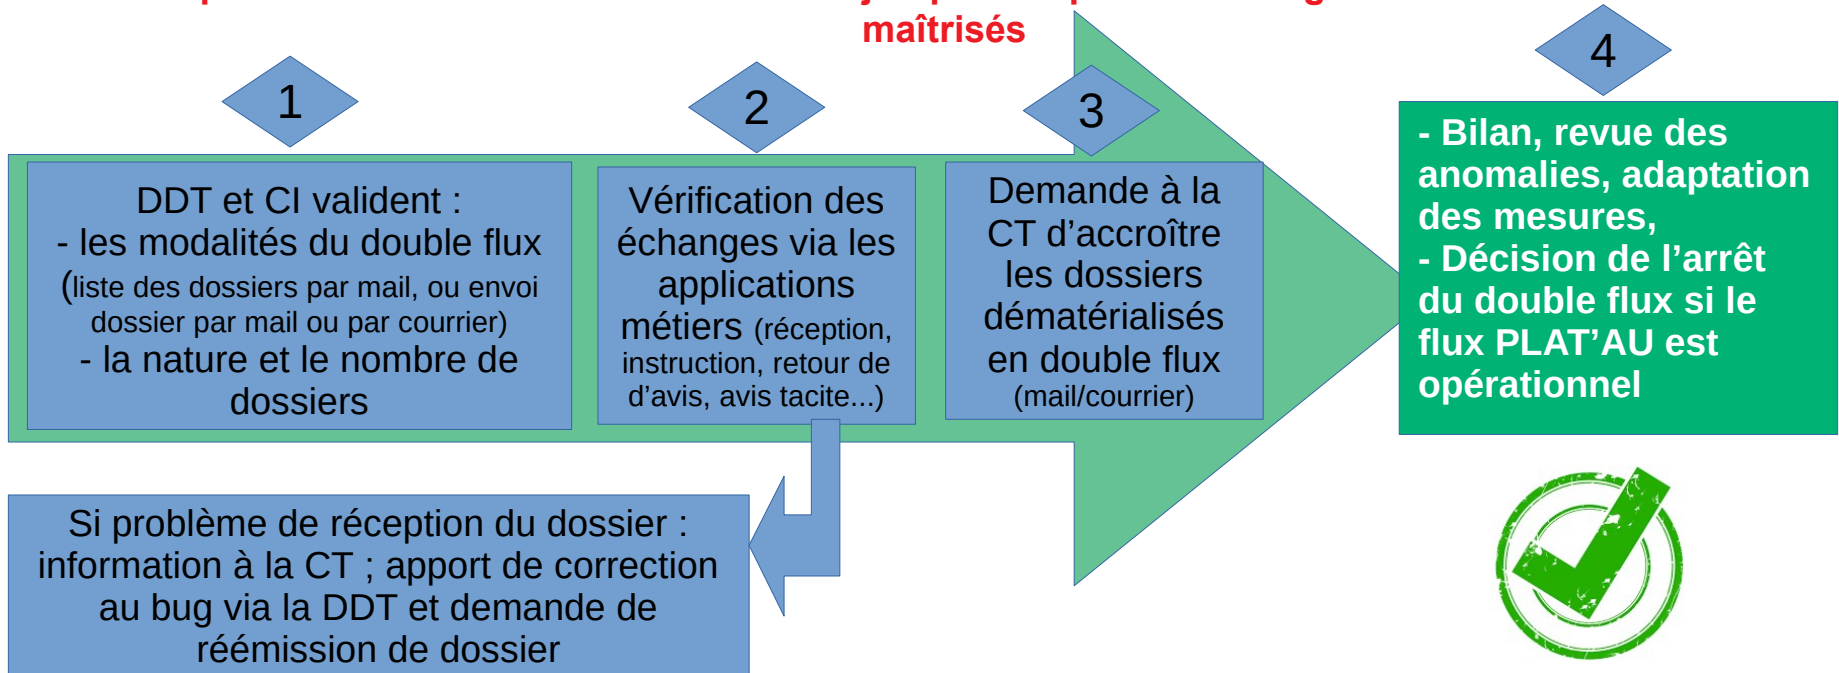 maîtrisés
1
DDT et CI valident :
- les modalités du double flux
(liste des dossiers par mail, ou envoi
dossier par mail ou par courrier)
- la nature et le nombre de
dossiers
2
Vérification des
échanges via les
applications
métiers (réception,
instruction, retour de
d’avis, avis tacite...)
3
Demande à la
CT d’accroître
les dossiers
dématérialisés
en double flux
(mail/courrier)
4
- Bilan, revue des
anomalies, adaptation
des mesures,
- Décision de l’arrêt
du double flux si le
flux PLAT’AU est
opérationnel
Si problème de réception du dossier :
information à la CT ; apport de correction
au bug via la DDT et demande de
réémission de dossier